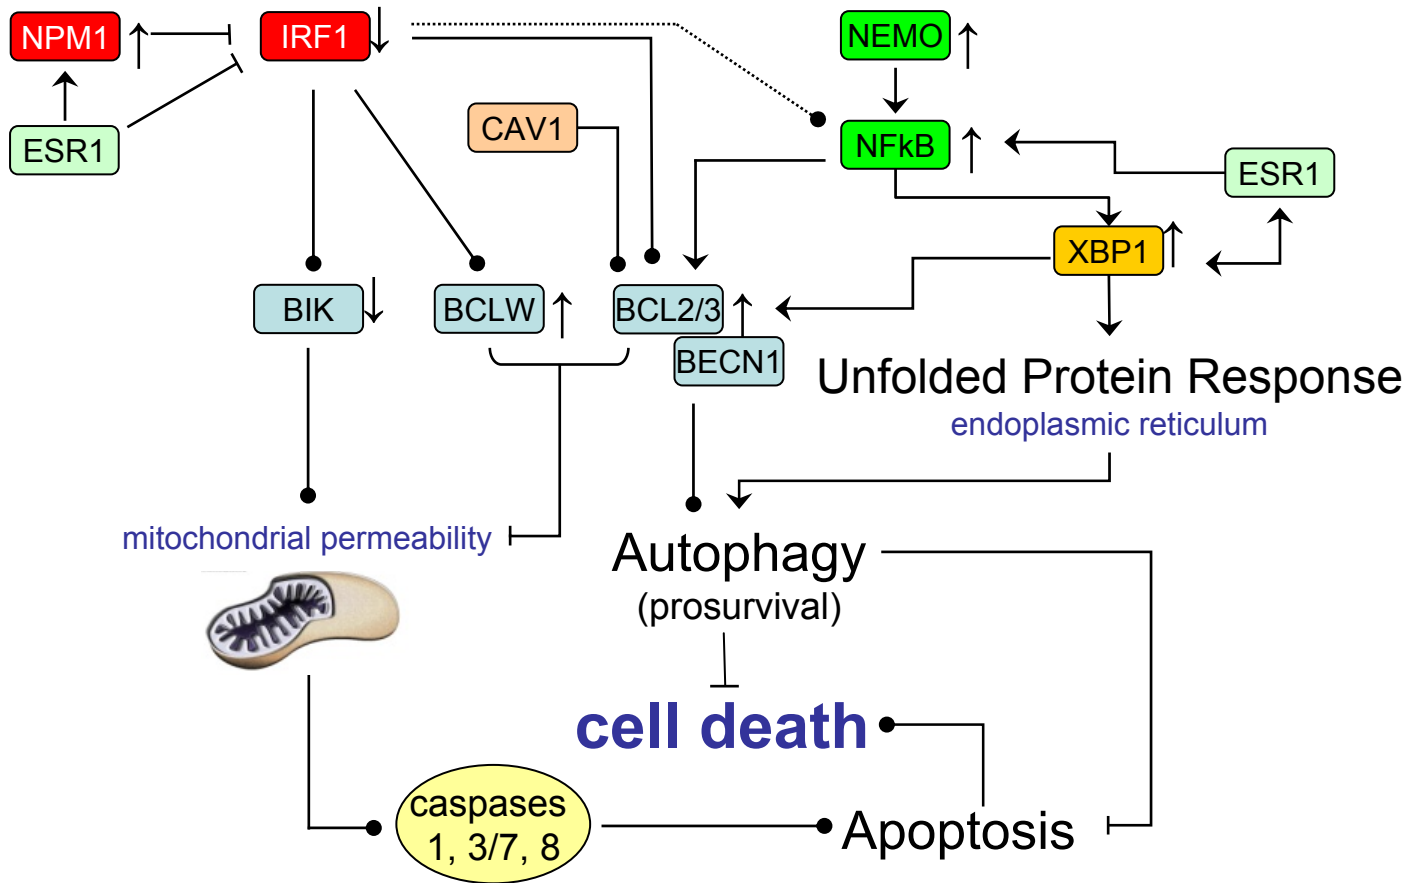 NPM1
IRF1
NEMO
CAV1
NFkB
ESR1
ESR1
XBP1
BIK
BCLW
BCL2/3
BECN1
Unfolded Protein Response
endoplasmic reticulum
mitochondrial permeability
Autophagy
(prosurvival)
cell death
caspases
1, 3/7, 8
Apoptosis